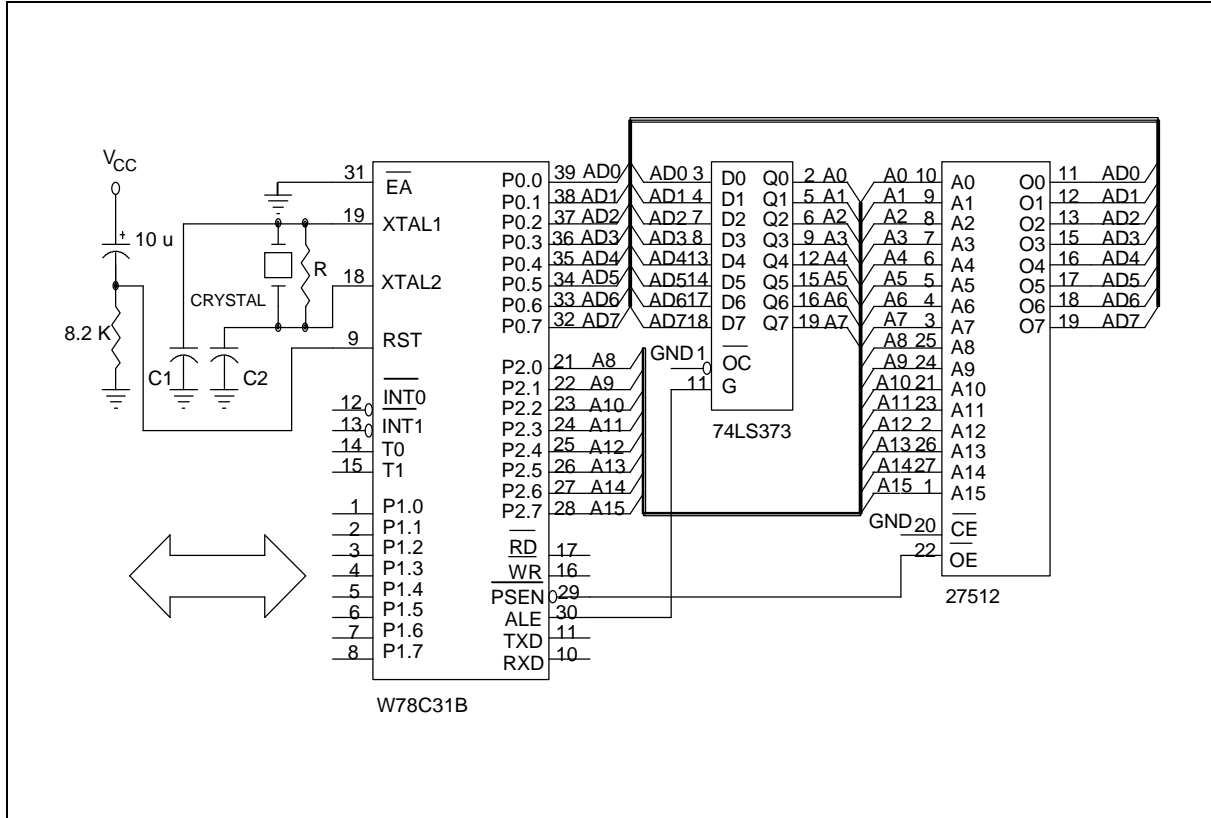 VCC
10 u
8.2 K
C1
C2
CRYSTAL
R
31 EA
19 XTAL1
18 XTAL2
9 RST
12 INT0
13 INT1
14 T0
15 T1
1 P1.0
2 P1.1
3 P1.2
4 P1.3
5 P1.4
6 P1.5
7 P1.6
8 P1.7
P0.0 39 AD0
P0.1 38 AD1
P0.2 37 AD2
P0.3 36 AD3
P0.4 35 AD4
P0.5 34 AD5
P0.6 33 AD6
P0.7 32 AD7
P2.0 21 A8
P2.1 22 A9
P2.2 23 A10
P2.3 24 A11
P2.4 25 A12
P2.5 26 A13
P2.6 27 A14
P2.7 28 A15
RD 17
WR 16
PSEN 29
ALE 30
TXD 11
RXD 10
W78C31B
AD0 3 D0 Q0 2 A0
AD1 4 D1 Q1 5 A1
AD2 7 D2 Q2 6 A2
AD3 8 D3 Q3 9 A3
AD4 13 D4 Q4 12 A4
AD5 14 D5 Q5 15 A5
AD6 17 D6 Q6 16 A6
AD7 18 D7 Q7 19 A7
GND 1 OC
11 G
74LS373
A0 10 A0 O0 11 AD0
A1 9 A1 O1 12 AD1
A2 8 A2 O2 13 AD2
A3 7 A3 O3 15 AD3
A4 6 A4 O4 16 AD4
A5 5 A5 O5 17 AD5
A6 4 A6 O6 18 AD6
A7 3 A7 O7 19 AD7
A8 25 A8
A9 24 A9
A10 21 A10
A11 23 A11
A12 2 A12
A13 26 A13
A14 27 A14
A15 1 A15
GND 20 CE
22 OE
27512